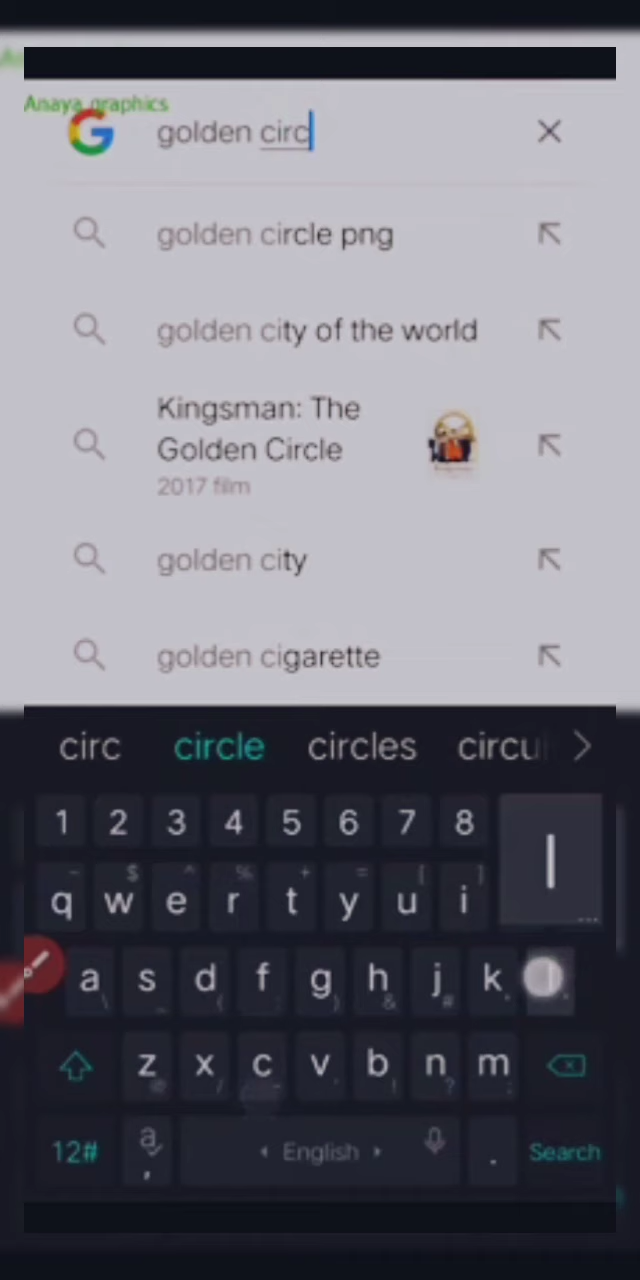 Anaya graphics
golden circ
golden circle png
golden city of the world
Kingsman: The
Golden Circle
2017 film
golden city
golden cigarette
circ circle circles circu
1 2 3 4 5 6 7 8
q w e r t y u i l
a s d f g h j k
z x c v b n m
12# a , English . Search